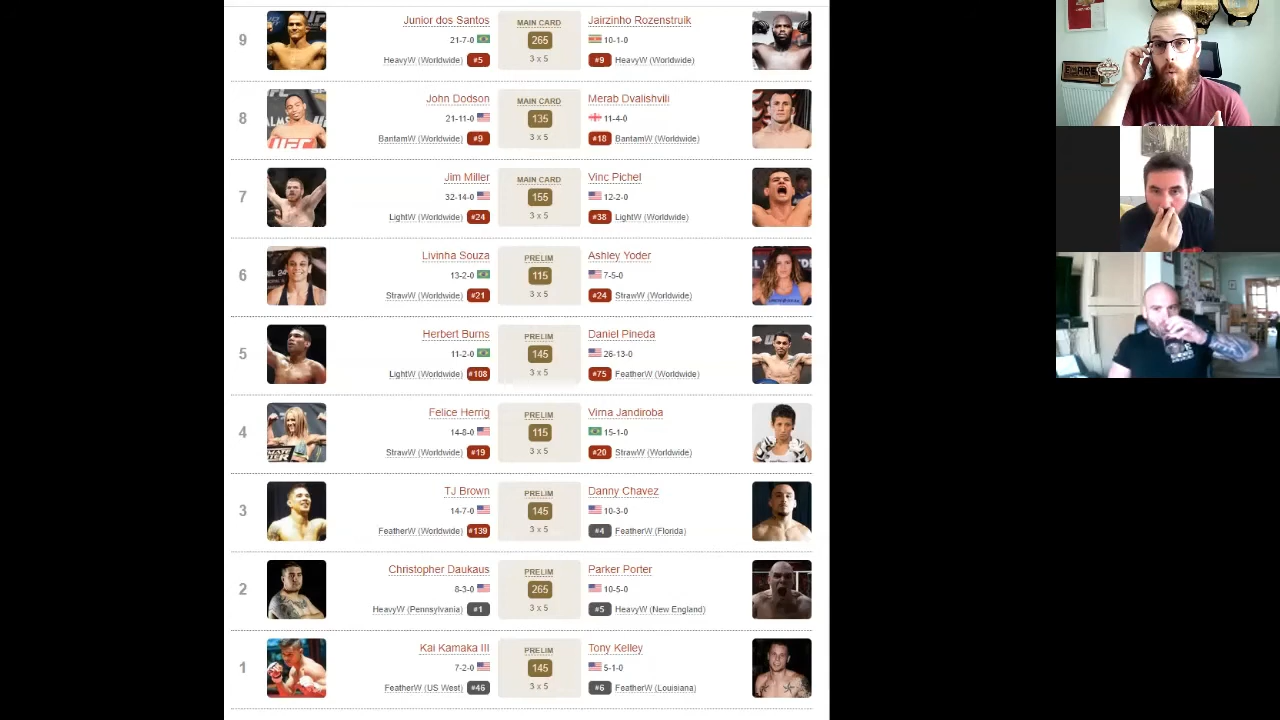 9
Junior dos Santos
21-7-0
HeavyW (Worldwide) #5
MAIN CARD
265
3 x 5
Jairzinho Rozenstruik
10-1-0
#9 HeavyW (Worldwide)
8
John Dodson
21-11-0
BantamW (Worldwide) #9
MAIN CARD
135
3 x 5
Merab Dvalishvili
11-4-0
#18 BantamW (Worldwide)
7
Jim Miller
32-14-0
LightW (Worldwide) #24
MAIN CARD
155
3 x 5
Vinc Pichel
12-2-0
#38 LightW (Worldwide)
6
Livinha Souza
13-2-0
StrawW (Worldwide) #21
PRELIM
115
3 x 5
Ashley Yoder
7-5-0
#24 StrawW (Worldwide)
5
Herbert Burns
11-2-0
LightW (Worldwide) #108
PRELIM
145
3 x 5
Daniel Pineda
26-13-0
#75 FeatherW (Worldwide)
4
Felice Herrig
14-8-0
StrawW (Worldwide) #19
PRELIM
115
3 x 5
Virna Jandiroba
15-1-0
#20 StrawW (Worldwide)
3
TJ Brown
14-7-0
FeatherW (Worldwide) #139
PRELIM
145
3 x 5
Danny Chavez
10-3-0
#4 FeatherW (Florida)
2
Christopher Daukaus
8-3-0
HeavyW (Pennsylvania) #1
PRELIM
265
3 x 5
Parker Porter
10-5-0
#5 HeavyW (New England)
1
Kai Kamaka III
7-2-0
FeatherW (US West) #46
PRELIM
145
3 x 5
Tony Kelley
5-1-0
#6 FeatherW (Louisiana)
UFC
EMPIRE